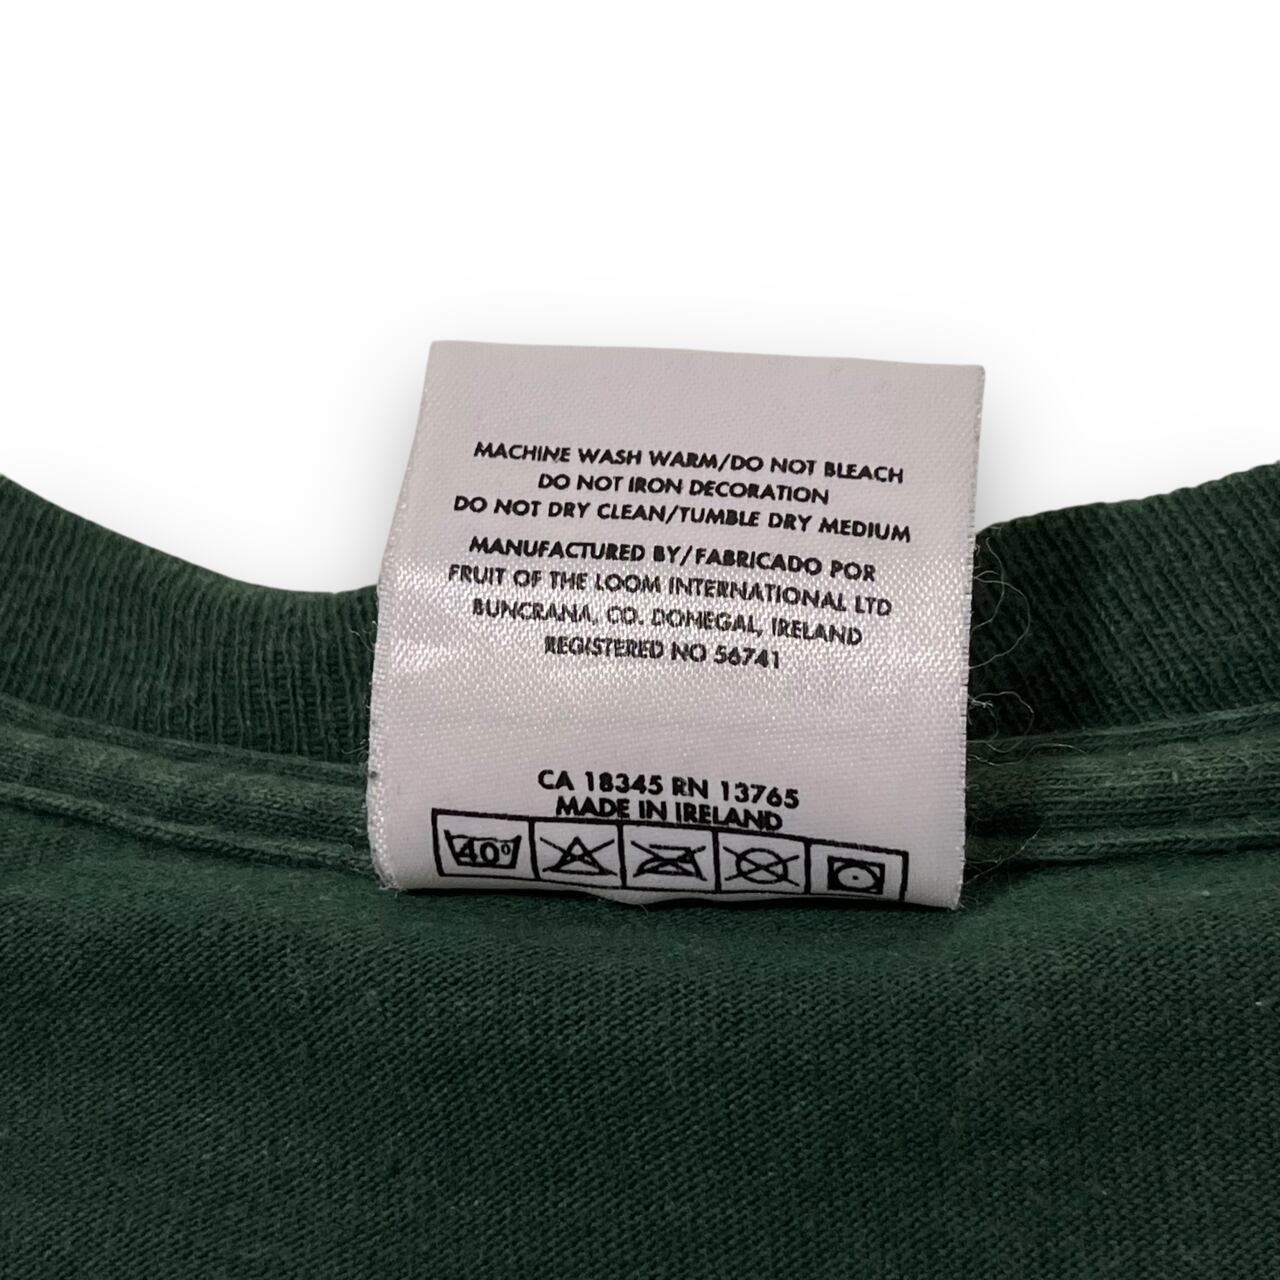 MACHINE WASH WARM/DO NOT BLEACH
DO NOT IRON DECORATION
DO NOT DRY CLEAN/TUMBLE DRY MEDIUM
MANUFACTURED BY/FABRICADO POR
FRUIT OF THE LOOM INTERNATIONAL LTD
BUNCRANA, CO. DONEGAL, IRELAND
REGISTERED NO 56741
CA 18345 RN 13765
MADE IN IRELAND
40º